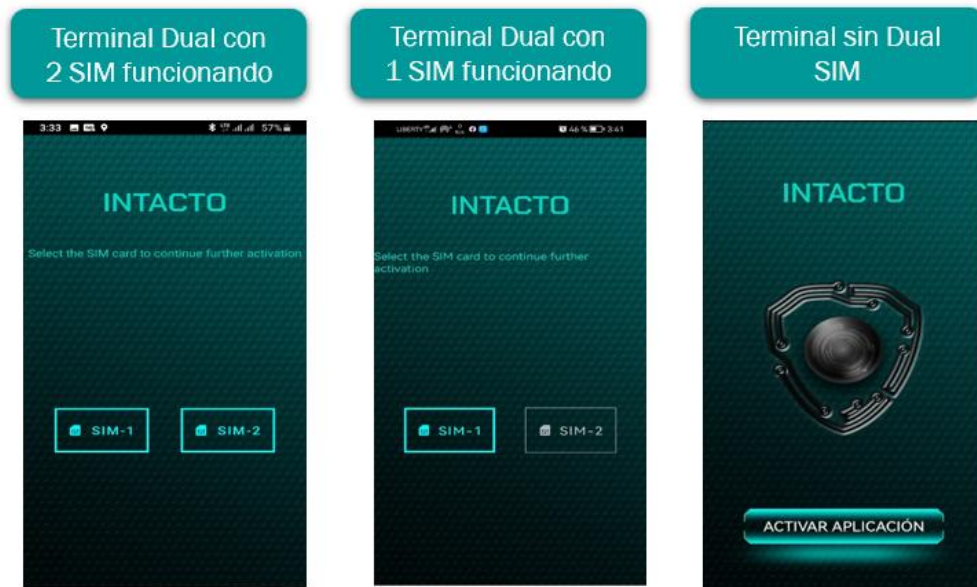 Terminal Dual con
2 SIM funcionando
Terminal Dual con
1 SIM funcionando
Terminal sin Dual
SIM
3:33
57%
INTACTO
Select the SIM card to continue further activation
SIM-1
SIM-2
LIBERTY
46 %
3:41
INTACTO
Select the SIM card to continue further
activation
SIM-1
SIM-2
INTACTO
ACTIVAR APLICACIÓN